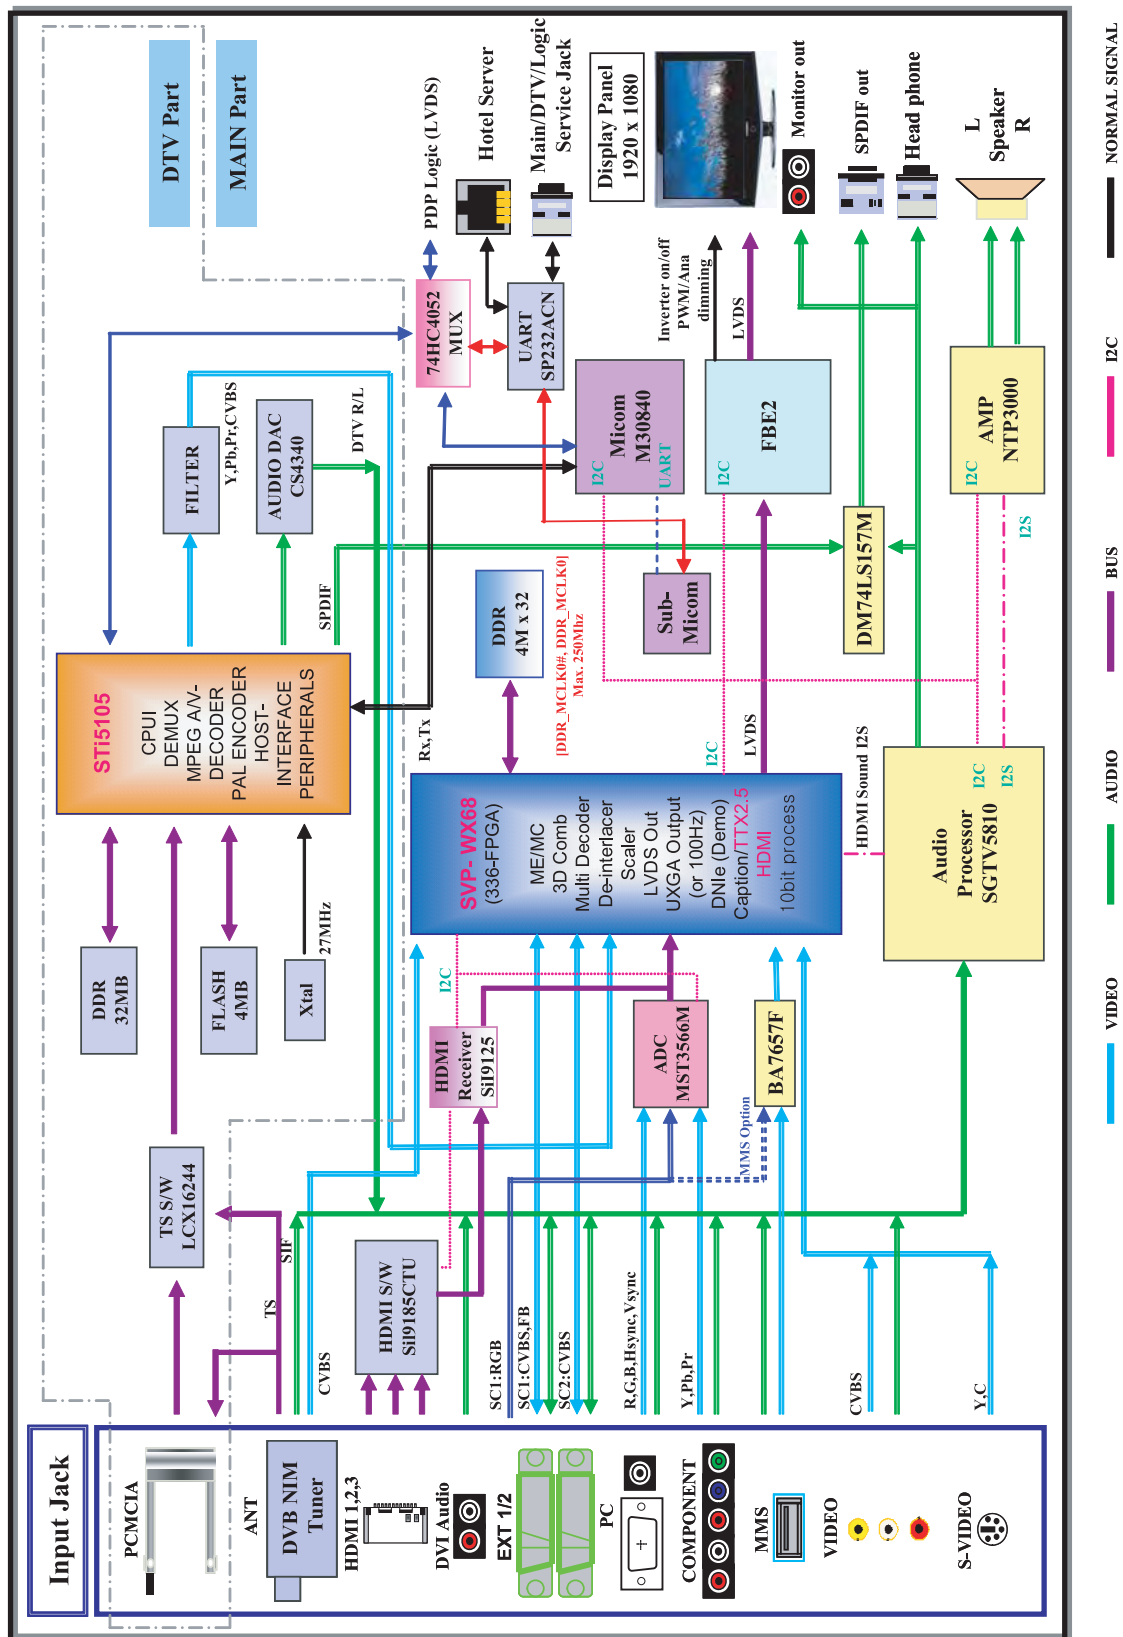 Input Jack
DTV Part
MAIN Part
PCMCIA
ANT
DVB NIM
Tuner
HDMI 1,2,3
DVI Audio
EXT 1/2
PC
COMPONENT
MMS
VIDEO
S-VIDEO
TS S/W
LCX16244
TS
SIF
CVBS
HDMI S/W
SiI9185CTU
SC1:RGB
SC1:CVBS,FB
SC2:CVBS
R,G,B,Hsync,Vsync
Y,Pb,Pr
CVBS
Y,C
DDR
32MB
FLASH
4MB
Xtal
27MHz
HDMI
Receiver
SiI9125
I2C
ADC
MST3566M
BA7657F
MMS Option
STi5105
CPUI
DEMUX
MPEG A/V-
DECODER
PAL ENCODER
HOST-
INTERFACE
PERIPHERALS
SVP- WX68
(336-FPGA)
ME/MC
3D Comb
Multi Decoder
De-interlacer
Scaler
LVDS Out
UXGA Output
(or 100Hz)
DNIe (Demo)
Caption/TTX2.5
HDMI
10bit process
Audio
Processor
SGTV5810
I2C
I2S
HDMI Sound I2S
Rx,Tx
I2C
LVDS
SPDIF
DDR
4M x 32
[DDR_MCLK0#, DDR_MCLK0]
Max. 250Mhz
Sub-
Micom
DM74LS157M
FILTER
Y,Pb,Pr,CVBS
AUDIO DAC
CS4340
DTV R/L
74HC4052
MUX
UART
SP232ACN
Micom
M30840
I2C
UART
FBE2
I2C
AMP
NTP3000
I2C
I2S
PDP Logic (LVDS)
Hotel Server
Main/DTV/Logic
Service Jack
Display Panel
1920 x 1080
Inverter on/off
PWM/Ana
dimming
LVDS
Monitor out
SPDIF out
Head phone
L
Speaker
R
VIDEO
AUDIO
BUS
I2C
NORMAL SIGNAL